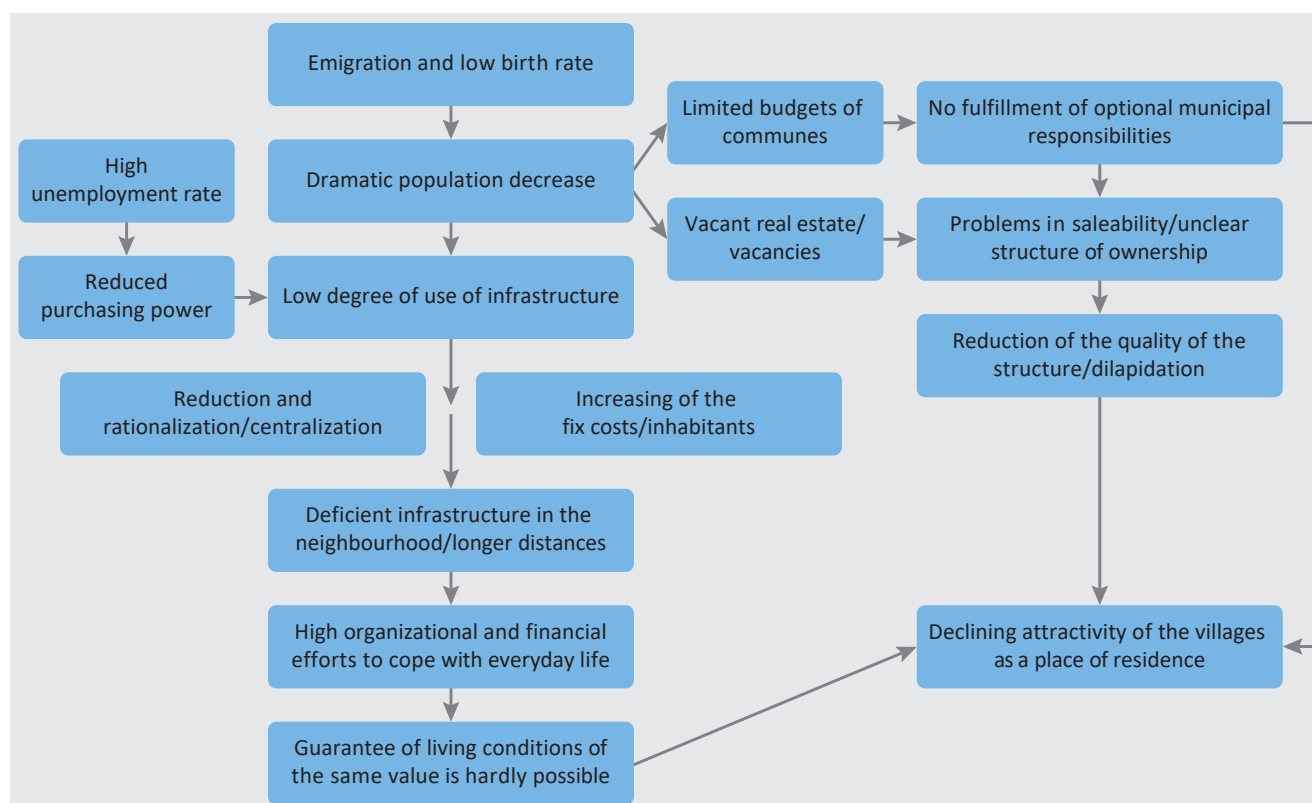 Emigration and low birth rate
Limited budgets of
communes
No fulfillment of optional municipal
responsibilities
High
unemployment rate
Dramatic population decrease
Vacant real estate/
vacancies
Problems in saleability/unclear
structure of ownership
Reduced
purchasing power
Low degree of use of infrastructure
Reduction of the quality of the
structure/dilapidation
Reduction and
rationalization/centralization
Increasing of the
fix costs/inhabitants
Deficient infrastructure in the
neighbourhood/longer distances
High organizational and financial
efforts to cope with everyday life
Declining attractivity of the villages
as a place of residence
Guarantee of living conditions of
the same value is hardly possible